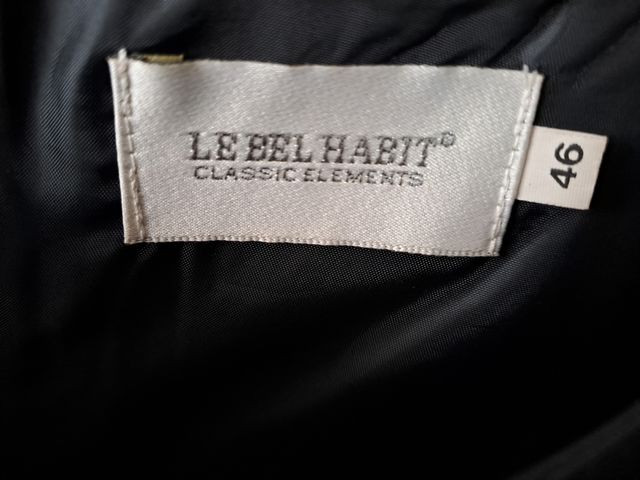 LE BEL HABIT®
CLASSIC ELEMENTS
46